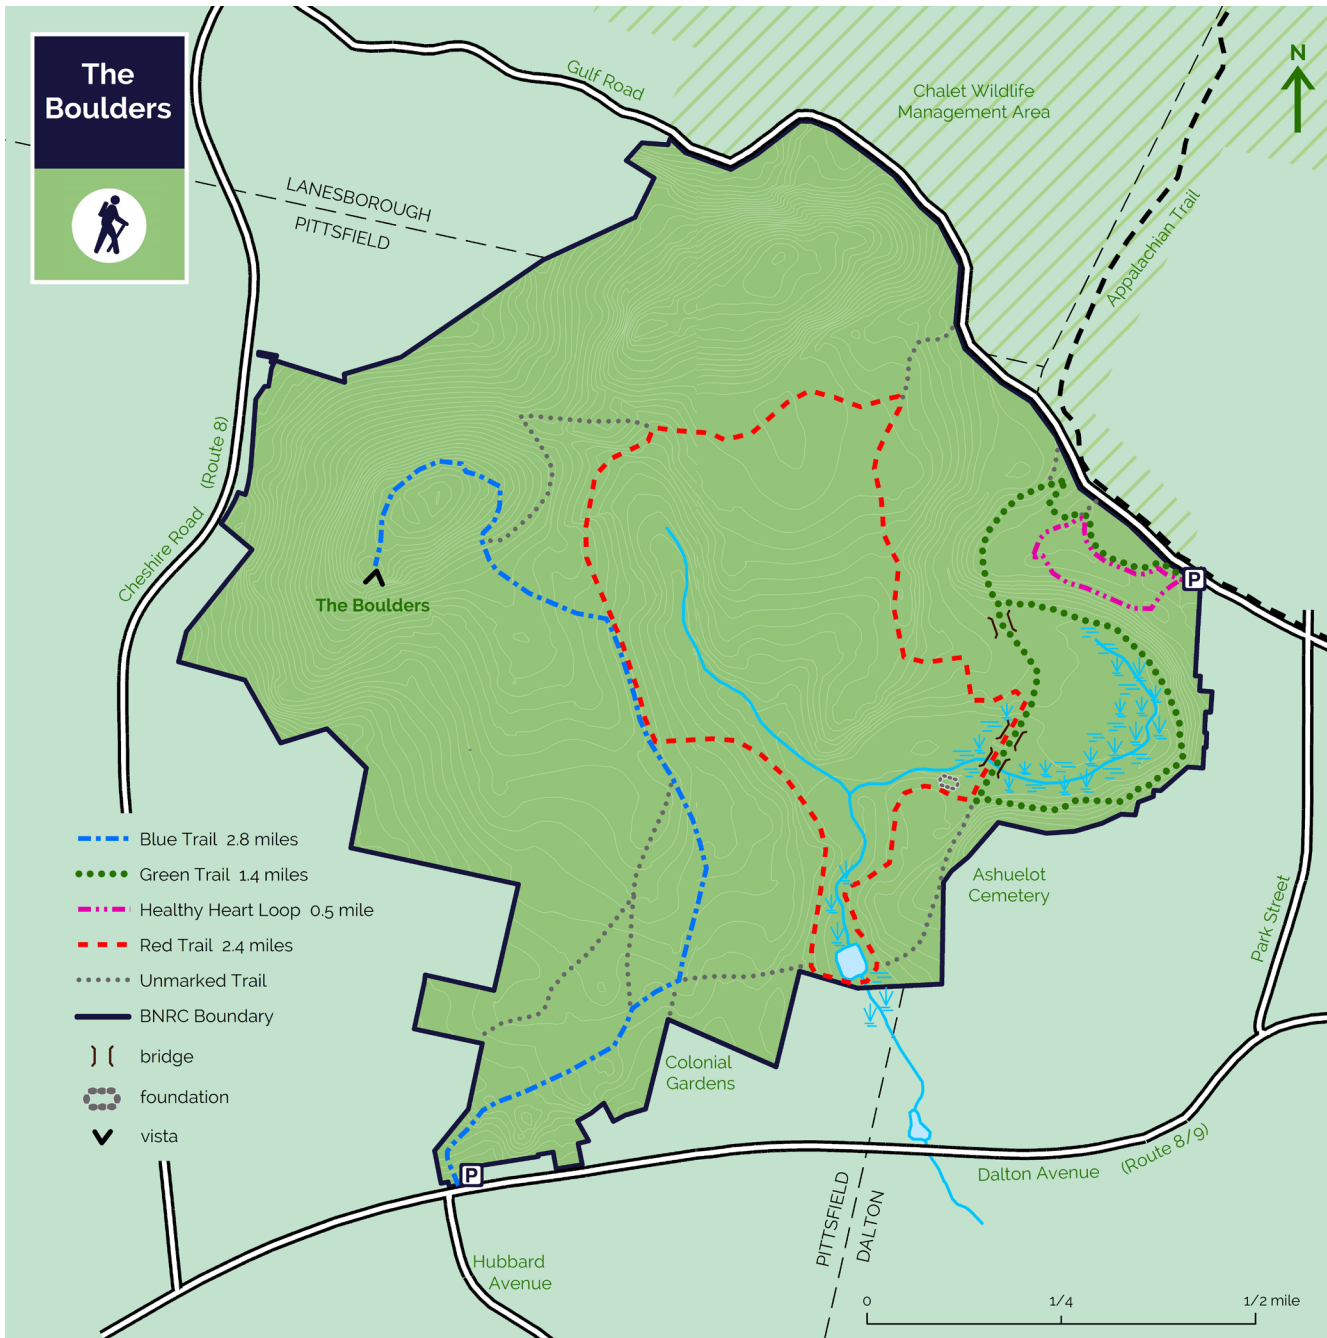 The
Boulders
Gulf Road
Chalet Wildlife
Management Area
N
LANESBOROUGH
PITTSFIELD
Appalachian Trail
Cheshire Road (Route 8)
The Boulders
P
Blue Trail 2.8 miles
Green Trail 1.4 miles
Healthy Heart Loop 0.5 mile
Red Trail 2.4 miles
Unmarked Trail
BNRC Boundary
bridge
foundation
vista
Ashuelot
Cemetery
Park Street
Colonial
Gardens
P
Dalton Avenue (Route 8/9)
PITTSFIELD
DALTON
Hubbard
Avenue
0 1/4 1/2 mile